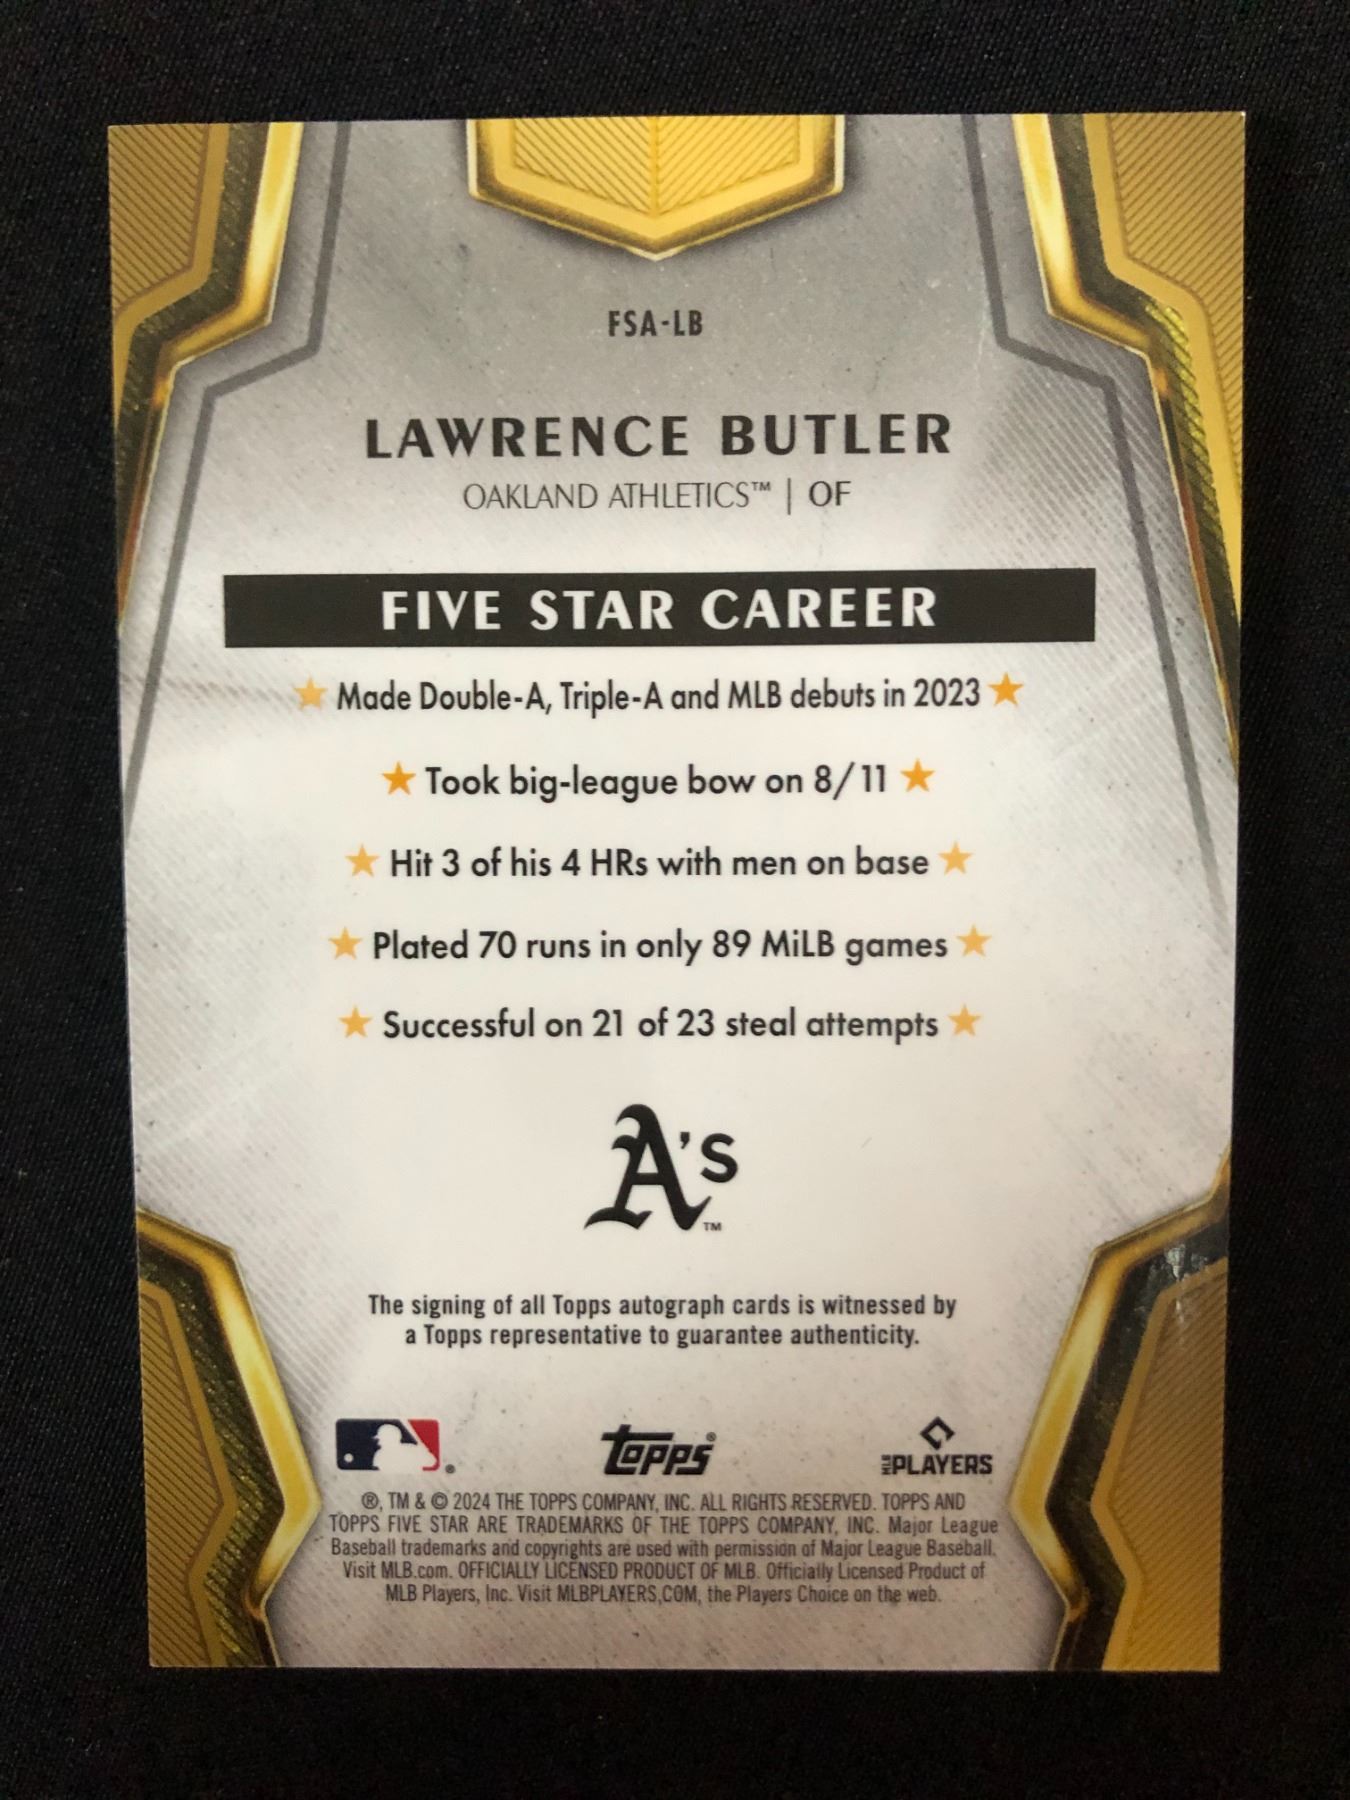 FSA-LB
LAWRENCE BUTLER
OAKLAND ATHLETICS™ | OF
FIVE STAR CAREER
★ Made Double-A, Triple-A and MLB debuts in 2023 ★
★ Took big-league bow on 8/11 ★
★ Hit 3 of his 4 HRs with men on base ★
★ Plated 70 runs in only 89 MiLB games ★
★ Successful on 21 of 23 steal attempts ★
A's™
The signing of all Topps autograph cards is witnessed by
a Topps representative to guarantee authenticity.
® topps® MLB PLAYERS
®, TM & © 2024 THE TOPPS COMPANY, INC. ALL RIGHTS RESERVED. TOPPS AND
TOPPS FIVE STAR ARE TRADEMARKS OF THE TOPPS COMPANY, INC. Major League
Baseball trademarks and copyrights are used with permission of Major League Baseball.
Visit MLB.com. OFFICIALLY LICENSED PRODUCT OF MLB. Officially Licensed Product of
MLB Players, Inc. Visit MLBPLAYERS.COM, the Players Choice on the web.